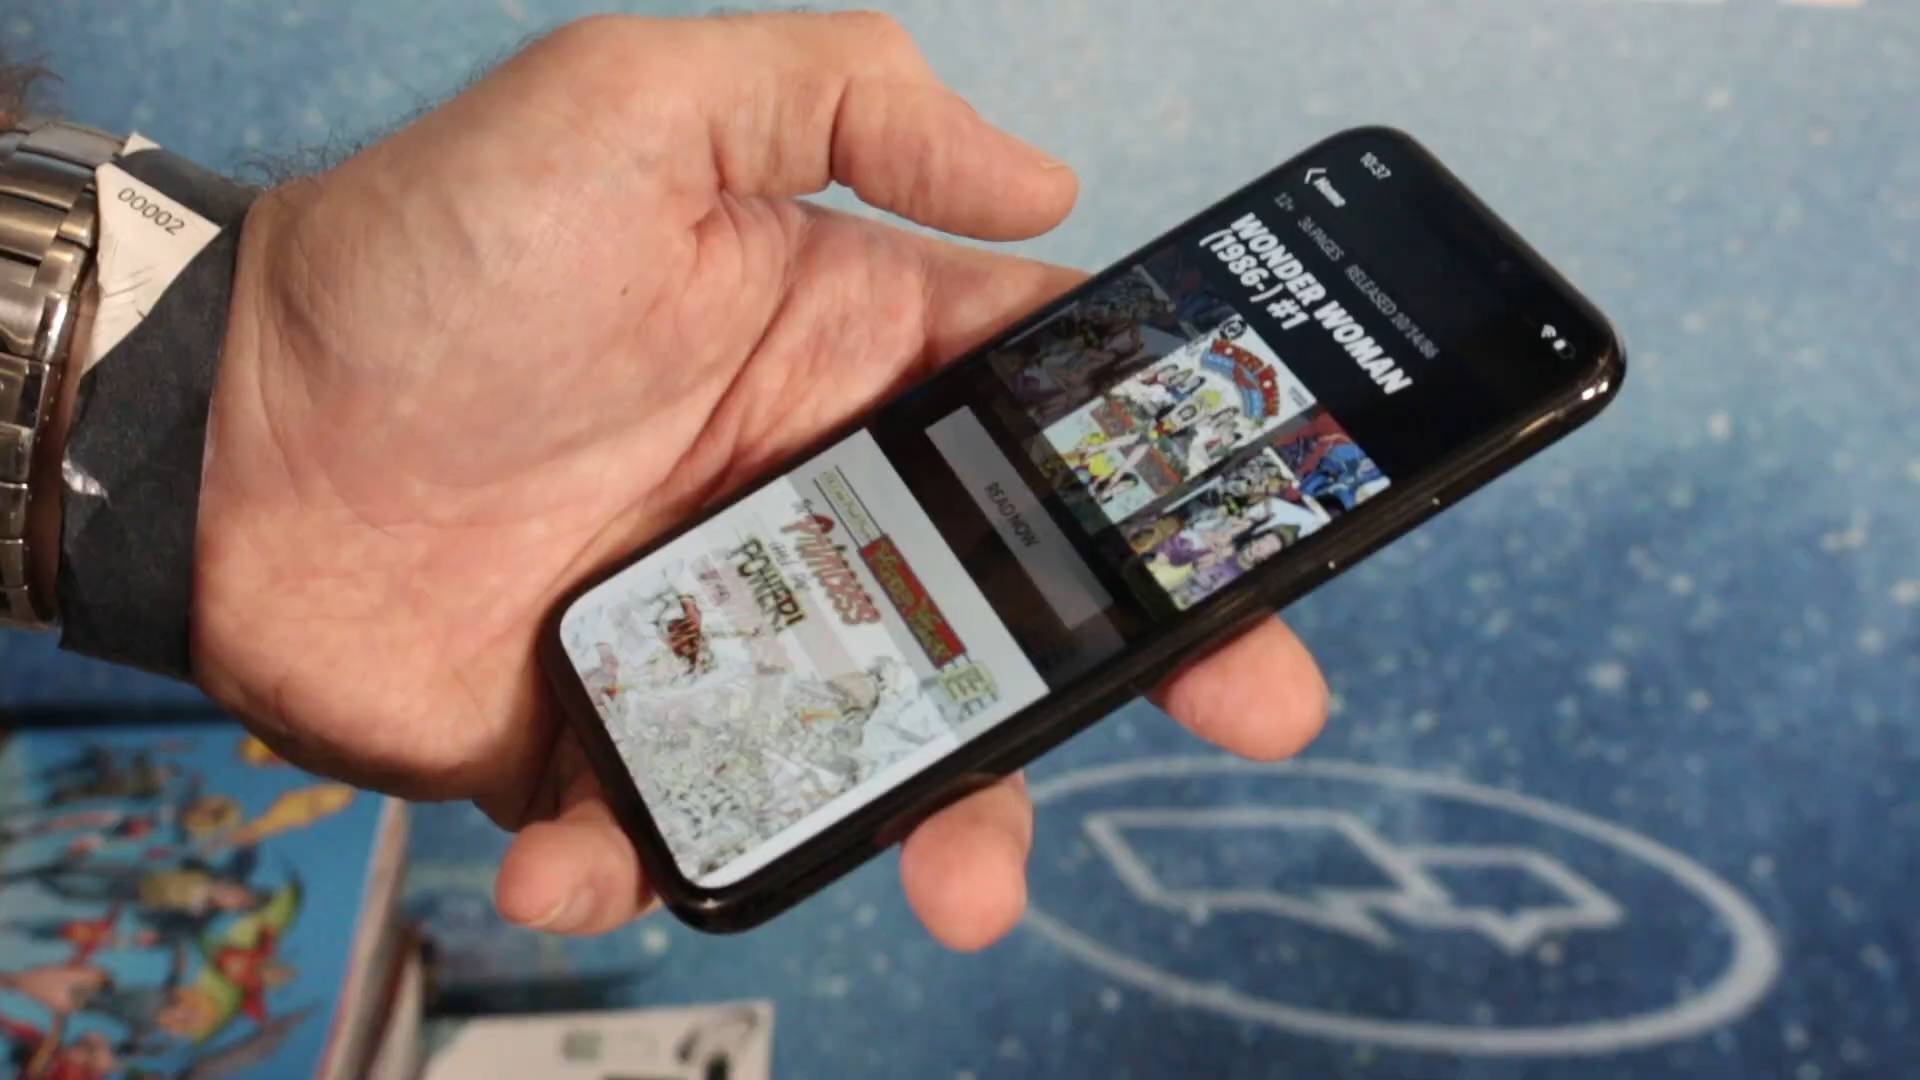 00002
10:37
Home
12+ 36 PAGES RELEASED 10/14/86
WONDER WOMAN
(1986-) #1
READ NOW
The
Princess
and the
POWER!